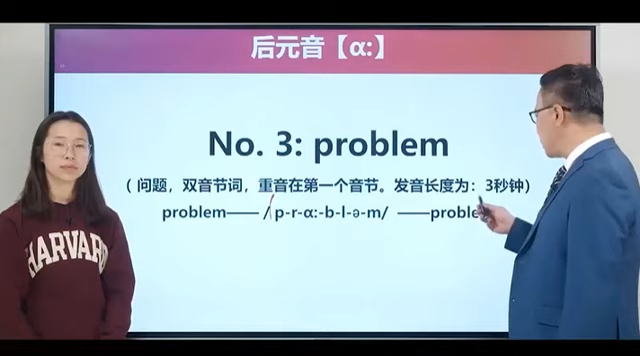 后元音【ɑ:】
No. 3: problem
（ 问题，双音节词，重音在第一个音节。发音长度为：3秒钟）
problem—— / p-r-ɑ:-b-l-ə-m/ ——proble
HARVARD